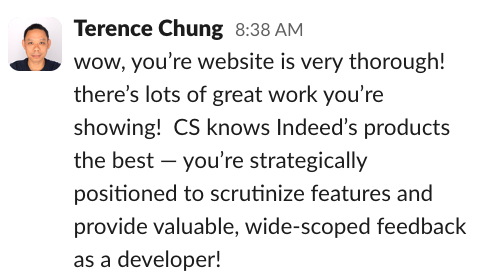 Terence Chung 8:38 AM
wow, you’re website is very thorough!
there’s lots of great work you’re
showing!  CS knows Indeed’s products
the best — you’re strategically
positioned to scrutinize features and
provide valuable, wide-scoped feedback
as a developer!